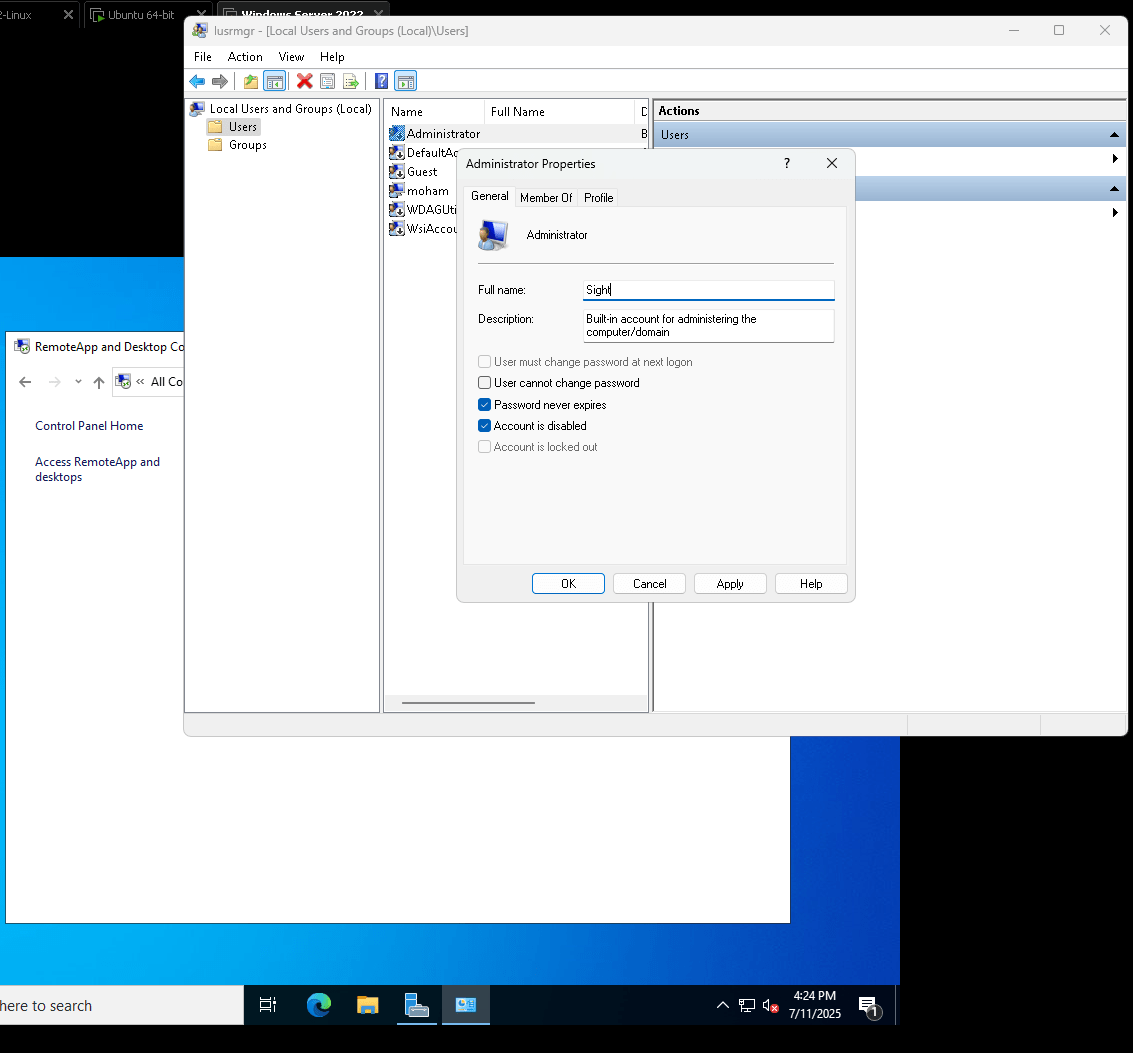 2-Linux
Ubuntu 64-bit
Windows Server 2022
lusrmgr - [Local Users and Groups (Local)\Users]
File Action View Help
Local Users and Groups (Local)
Users
Groups
Name Full Name D
Administrator B
DefaultAc
Guest
moham
WDAGUti
WsiAccou
Actions
Users
Administrator Properties
?
General Member Of Profile
Administrator
Full name: Sight
Description: Built-in account for administering the
computer/domain
User must change password at next logon
User cannot change password
Password never expires
Account is disabled
Account is locked out
OK Cancel Apply Help
RemoteApp and Desktop Co
« All Co
Control Panel Home
Access RemoteApp and
desktops
here to search
4:24 PM
7/11/2025
1